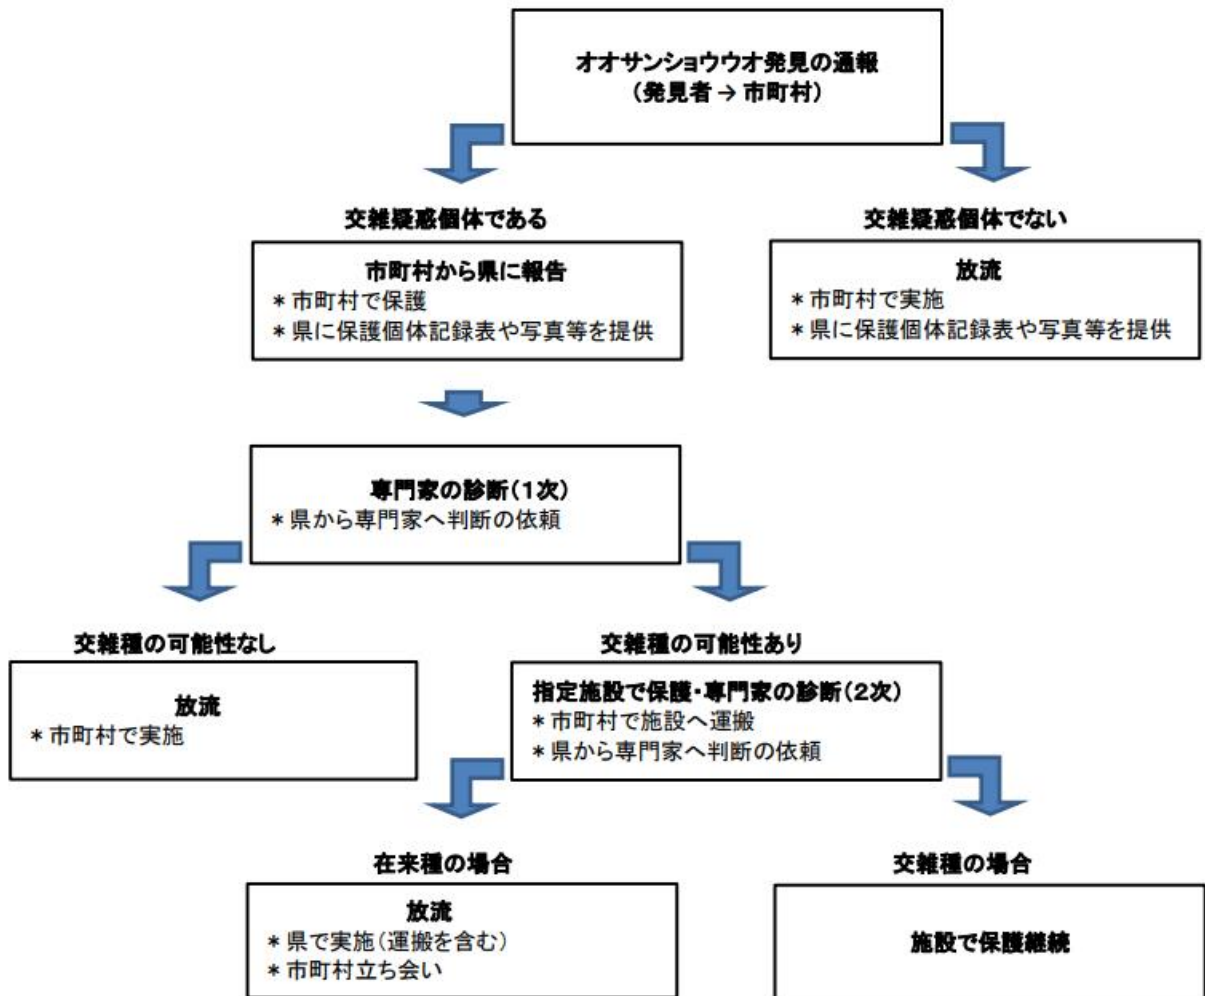 オオサンショウウオ発見の通報
(発見者 → 市町村)
交雑疑惑個体である
交雑疑惑個体でない
市町村から県に報告
* 市町村で保護
* 県に保護個体記録表や写真等を提供
放流
* 市町村で実施
* 県に保護個体記録表や写真等を提供
専門家の診断(1次)
* 県から専門家へ判断の依頼
交雑種の可能性なし
交雑種の可能性あり
放流
* 市町村で実施
指定施設で保護・専門家の診断(2次)
* 市町村で施設へ運搬
* 県から専門家へ判断の依頼
在来種の場合
交雑種の場合
放流
* 県で実施(運搬を含む)
* 市町村立ち会い
施設で保護継続